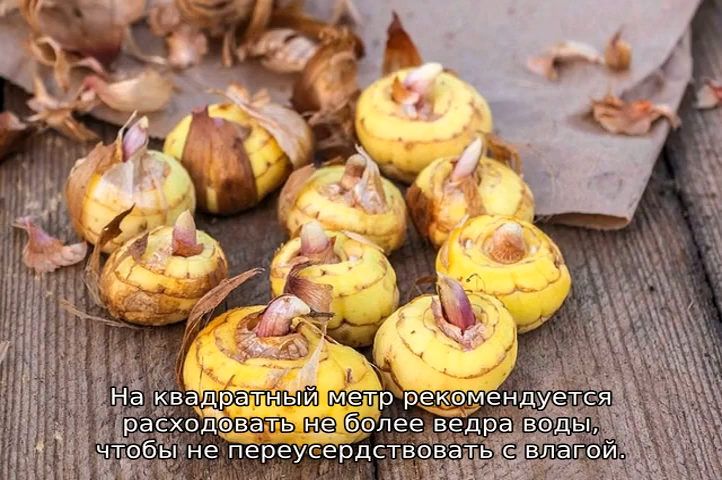 На квадратный метр рекомендуется
расходовать не более ведра воды,
чтобы не переусердствовать с влагой.